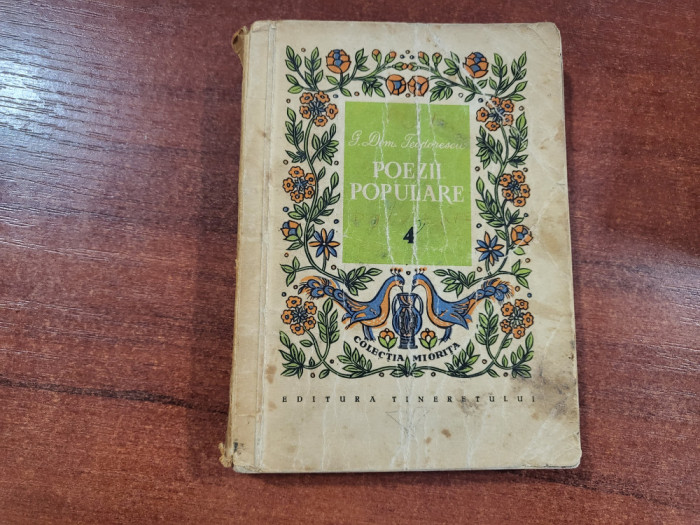 G. Dem. Teodorescu
POEZII
POPULARE
4
COLECȚIA MIORIȚA
EDITURA TINERETULUI